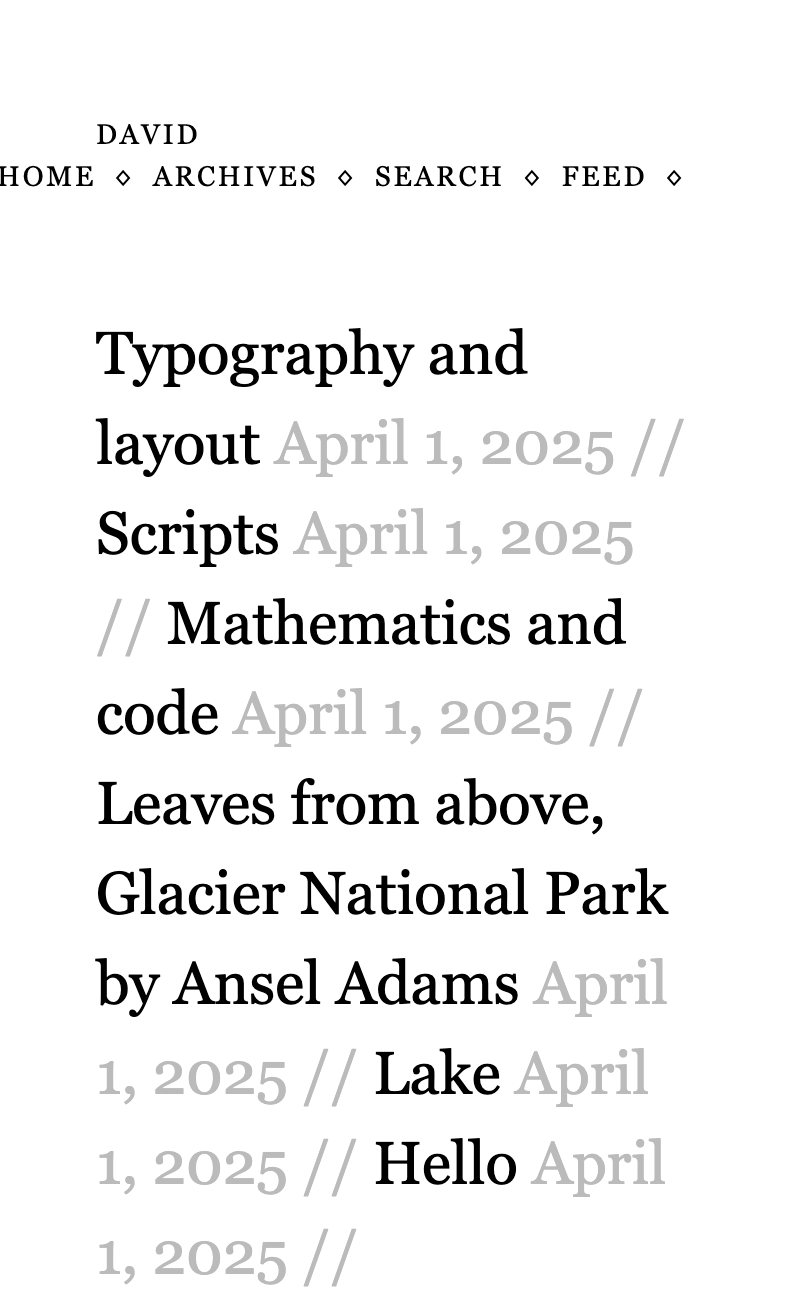 DAVID
HOME ⋄ ARCHIVES ⋄ SEARCH ⋄ FEED ⋄
Typography and
layout April 1, 2025 //
Scripts April 1, 2025
// Mathematics and
code April 1, 2025 //
Leaves from above,
Glacier National Park
by Ansel Adams April
1, 2025 // Lake April
1, 2025 // Hello April
1, 2025 //